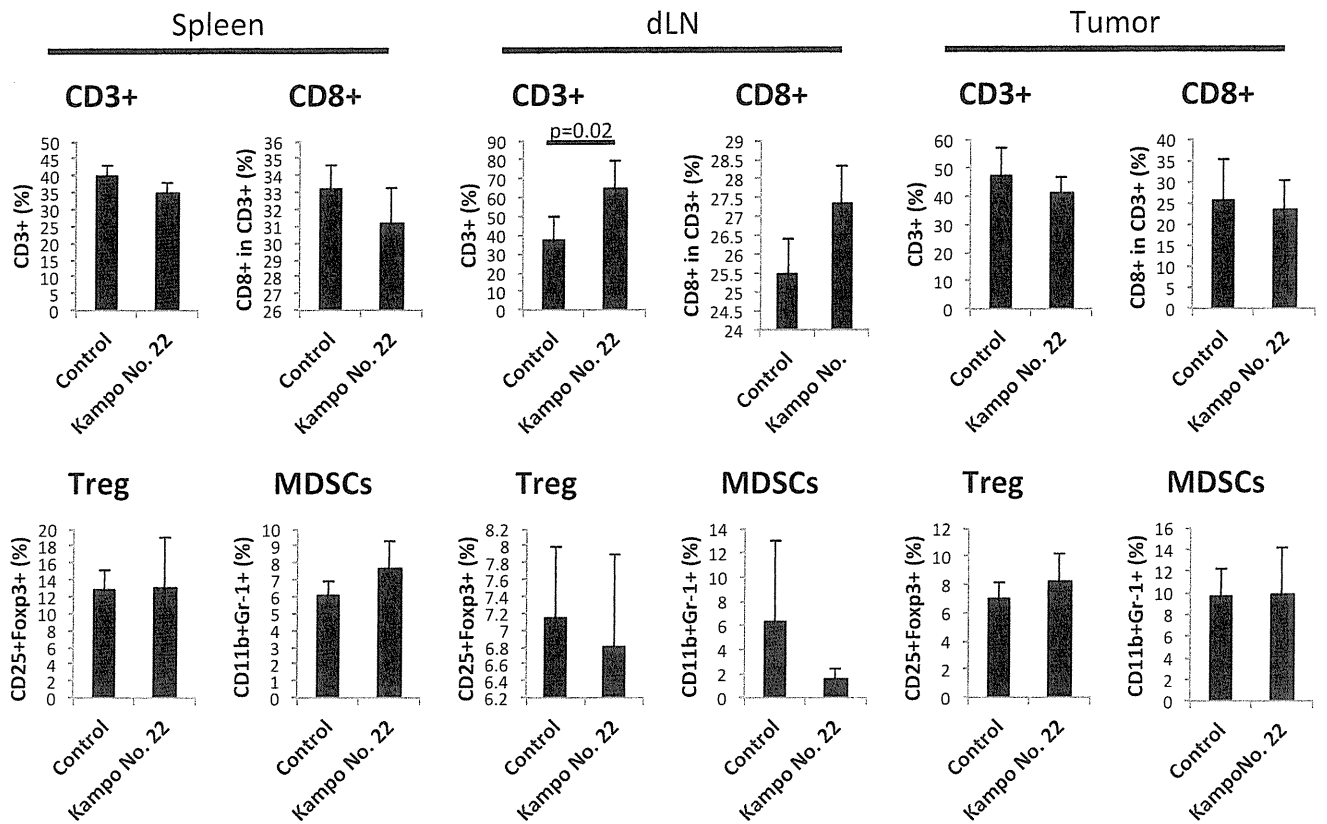 Spleen
dLN
Tumor
CD3+
CD8+
CD3+
CD8+
CD3+
CD8+
CD3+ (%)
50
45
40
35
30
25
20
15
10
5
0
Control
Kampo No. 22
CD8+ in CD3+ (%)
36
35
34
33
32
31
30
29
28
27
26
Control
Kampo No. 22
p=0.02
CD3+ (%)
90
80
70
60
50
40
30
20
10
0
Control
Kampo No. 22
CD8+ in CD3+ (%)
29
28.5
28
27.5
27
26.5
26
25.5
25
24.5
24
Control
Kampo No.
CD3+ (%)
60
50
40
30
20
10
0
Control
Kampo No. 22
CD8+ in CD3+ (%)
40
35
30
25
20
15
10
5
0
Control
Kampo No. 22
Treg
MDSCs
Treg
MDSCs
Treg
MDSCs
CD25+Foxp3+ (%)
20
18
16
14
12
10
8
6
4
2
0
Control
Kampo No. 22
CD11b+Gr-1+ (%)
10
9
8
7
6
5
4
3
2
1
0
Control
Kampo No. 22
CD25+Foxp3+ (%)
8.2
8
7.8
7.6
7.4
7.2
7
6.8
6.6
6.4
6.2
Control
Kampo No. 22
CD11b+Gr-1+ (%)
14
12
10
8
6
4
2
0
Control
Kampo No. 22
CD25+Foxp3+ (%)
12
10
8
6
4
2
0
Control
Kampo No. 22
CD11b+Gr-1+ (%)
16
14
12
10
8
6
4
2
0
Control
KampoNo. 22